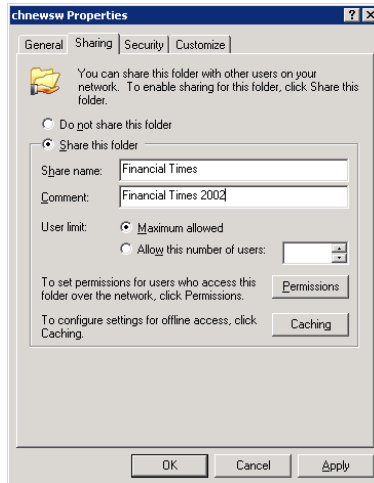 chnewsw Properties
General Sharing Security Customize
You can share this folder with other users on your
network. To enable sharing for this folder, click Share this
folder.
Do not share this folder
Share this folder
Share name: Financial Times
Comment: Financial Times 2002
User limit: Maximum allowed
Allow this number of users:
To set permissions for users who access this
folder over the network, click Permissions.
Permissions
To configure settings for offline access, click
Caching.
Caching
OK Cancel Apply